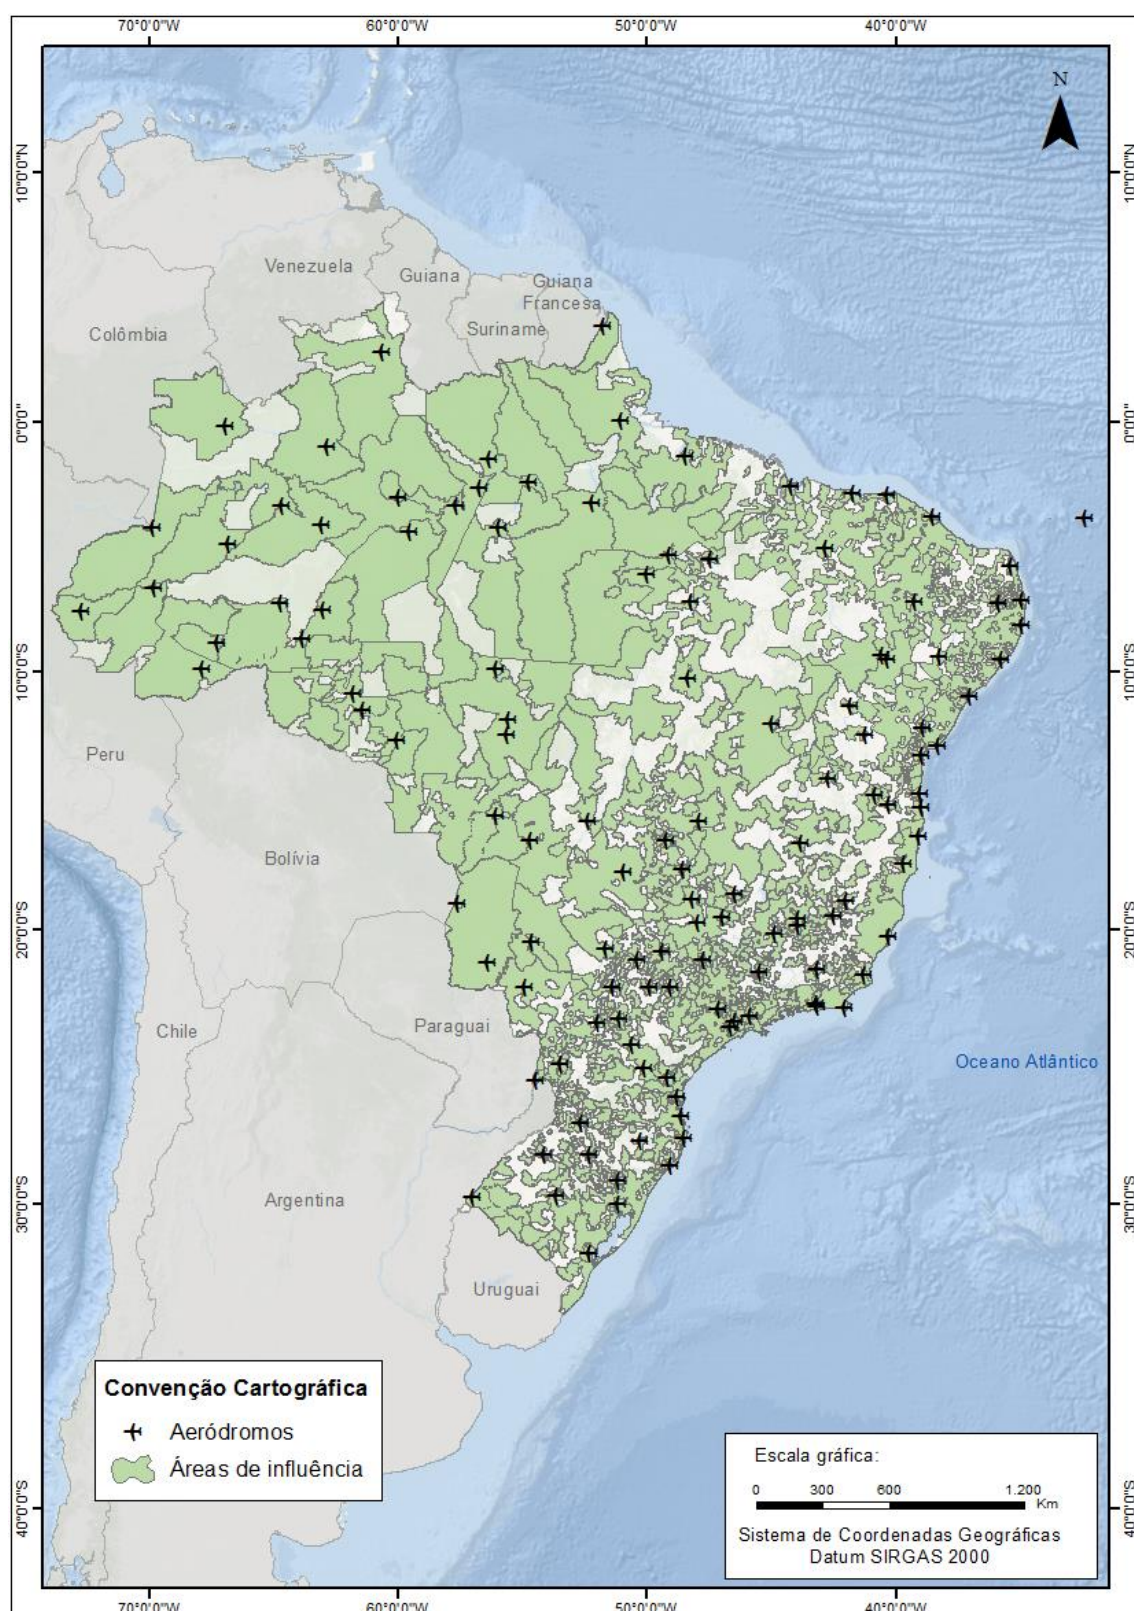 70°0'0"W 60°0'0"W 50°0'0"W 40°0'0"W
N
10°0'0"N 10°0'0"N
Venezuela
Guiana
Guiana
Francesa
Suriname
Colômbia
0°0'0" 0°0'0"
10°0'0"S 10°0'0"S
Peru
Bolívia
20°0'0"S 20°0'0"S
Chile
Paraguai
Oceano Atlântico
Argentina
30°0'0"S 30°0'0"S
Uruguai
Convenção Cartográfica
Aeródromos
Áreas de influência
Escala gráfica:
0 300 600 1.200
Km
Sistema de Coordenadas Geográficas
Datum SIRGAS 2000
40°0'0"S 40°0'0"S
70°0'0"W 60°0'0"W 50°0'0"W 40°0'0"W